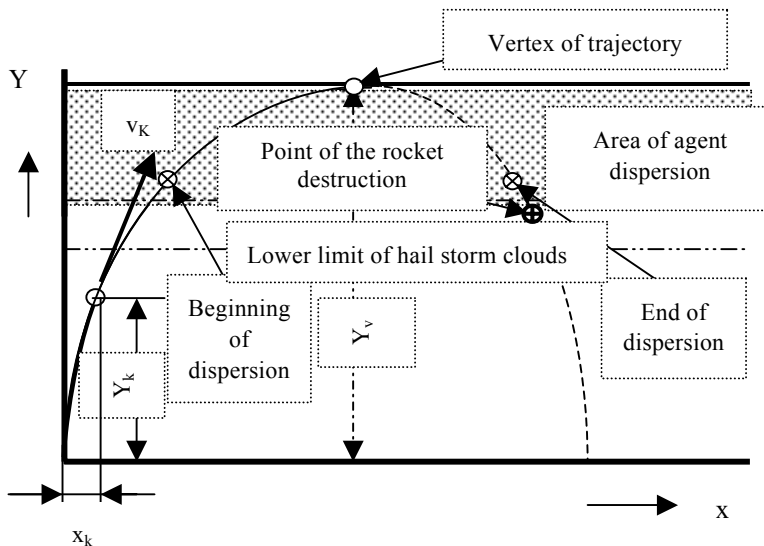 Vertex of trajectory
Y
v_K
Point of the rocket
destruction
Area of agent
dispersion
Lower limit of hail storm clouds
Beginning
of
dispersion
End of
dispersion
Y_k
Y_v
x
x_k